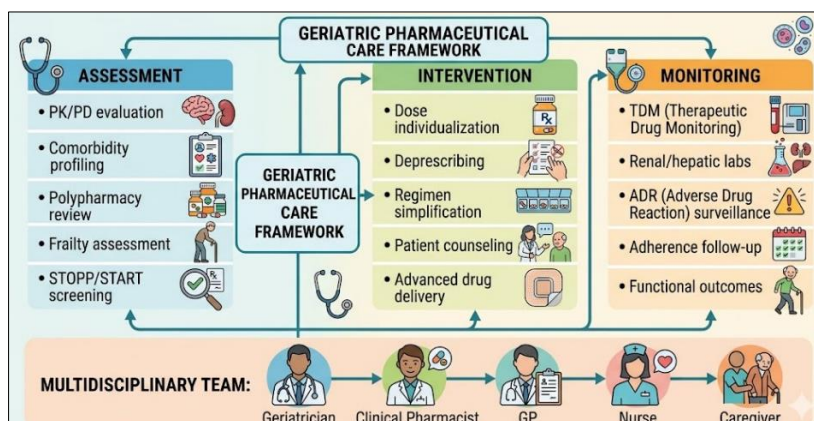 GERIATRIC PHARMACEUTICAL
CARE FRAMEWORK
ASSESSMENT
• PK/PD evaluation
• Comorbidity
profiling
• Polypharmacy
review
• Frailty assessment
• STOPP/START
screening
GERIATRIC
PHARMACEUTICAL
CARE
FRAMEWORK
INTERVENTION
• Dose
individualization
• Deprescribing
• Regimen
simplification
• Patient counseling
• Advanced drug
delivery
Rx
MONITORING
• TDM (Therapeutic
Drug Monitoring)
• Renal/hepatic labs
• ADR (Adverse Drug
Reaction) surveillance
• Adherence follow-up
• Functional outcomes
MULTIDISCIPLINARY TEAM:
Geriatrician
Clinical Pharmacist
GP
Nurse
Caregiver